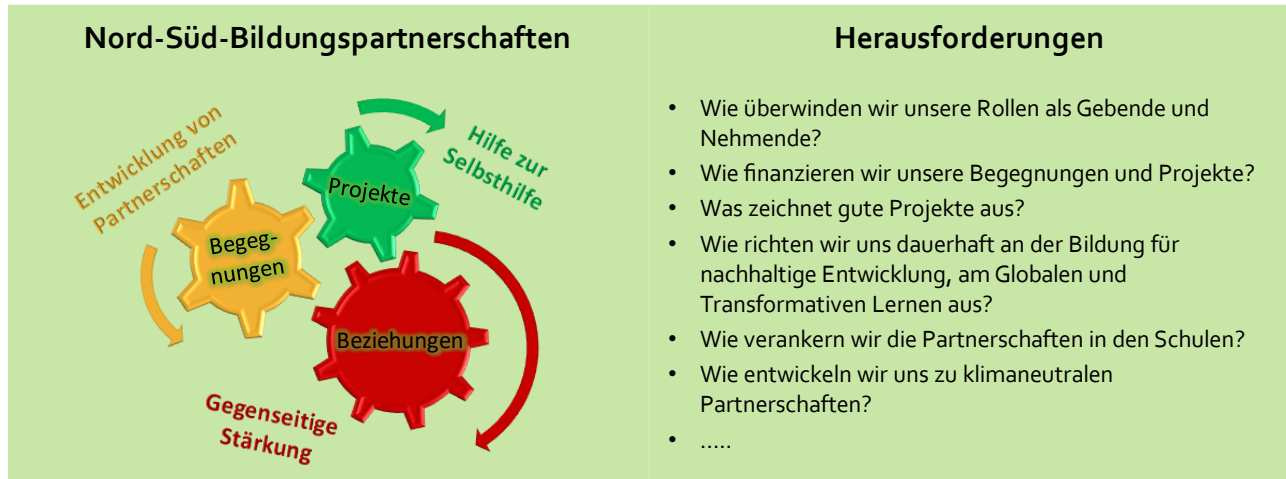 Nord-Süd-Bildungspartnerschaften
Entwicklung von
Partnerschaften
Hilfe zur
Selbsthilfe
Projekte
Begeg-
nungen
Beziehungen
Gegenseitige
Stärkung
Herausforderungen
• Wie überwinden wir unsere Rollen als Gebende und
Nehmende?
• Wie finanzieren wir unsere Begegnungen und Projekte?
• Was zeichnet gute Projekte aus?
• Wie richten wir uns dauerhaft an der Bildung für
nachhaltige Entwicklung, am Globalen und
Transformativen Lernen aus?
• Wie verankern wir die Partnerschaften in den Schulen?
• Wie entwickeln wir uns zu klimaneutralen
Partnerschaften?
• .....